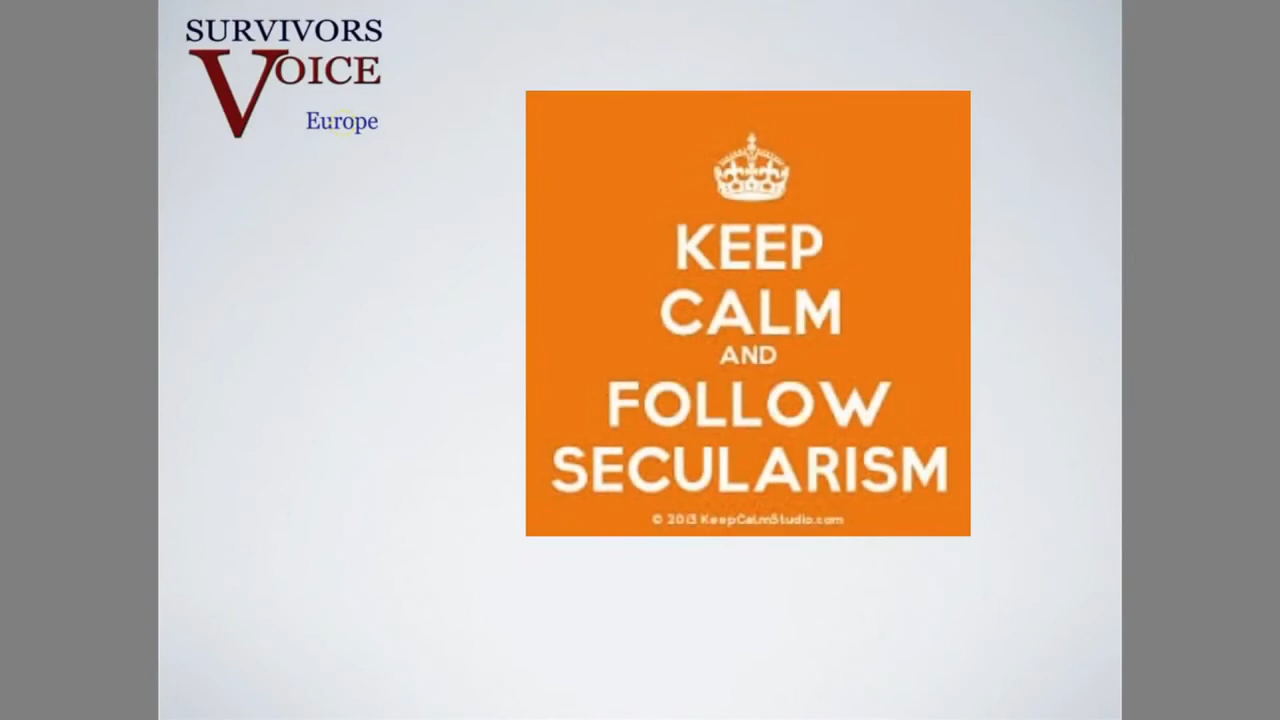 SURVIVORS
VOICE
Europe
KEEP
CALM
AND
FOLLOW
SECULARISM
© 2013 KeepCalmStudio.com